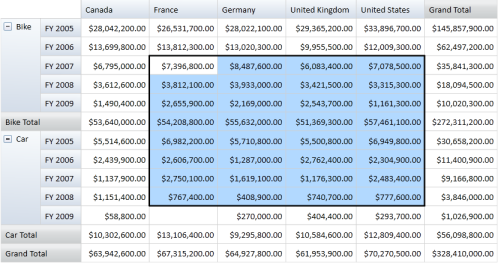 Canada France Germany United Kingdom United States Grand Total
Bike FY 2005 $28,042,200.00 $26,531,700.00 $28,022,100.00 $29,365,200.00 $33,896,700.00 $145,857,900.00
FY 2006 $13,699,800.00 $13,812,300.00 $13,020,300.00 $9,955,500.00 $12,009,300.00 $62,497,200.00
FY 2007 $6,795,000.00 $7,396,800.00 $8,487,600.00 $6,083,400.00 $7,078,500.00 $35,841,300.00
FY 2008 $3,612,600.00 $3,812,100.00 $3,933,000.00 $3,421,500.00 $3,315,300.00 $18,094,500.00
FY 2009 $1,490,400.00 $2,655,900.00 $2,169,000.00 $2,543,700.00 $1,161,300.00 $10,020,300.00
Bike Total $53,640,000.00 $54,208,800.00 $55,632,000.00 $51,369,300.00 $57,461,100.00 $272,311,200.00
Car FY 2005 $5,514,600.00 $6,982,200.00 $5,710,800.00 $5,500,800.00 $6,949,800.00 $30,658,200.00
FY 2006 $2,439,900.00 $2,606,700.00 $1,287,000.00 $2,762,400.00 $2,304,900.00 $11,400,900.00
FY 2007 $1,137,900.00 $2,750,100.00 $1,619,100.00 $1,176,300.00 $2,483,400.00 $9,166,800.00
FY 2008 $1,151,400.00 $767,400.00 $408,900.00 $740,700.00 $777,600.00 $3,846,000.00
FY 2009 $58,800.00 $270,000.00 $404,400.00 $293,700.00 $1,026,900.00
Car Total $10,302,600.00 $13,106,400.00 $9,295,800.00 $10,584,600.00 $12,809,400.00 $56,098,800.00
Grand Total $63,942,600.00 $67,315,200.00 $64,927,800.00 $61,953,900.00 $70,270,500.00 $328,410,000.00